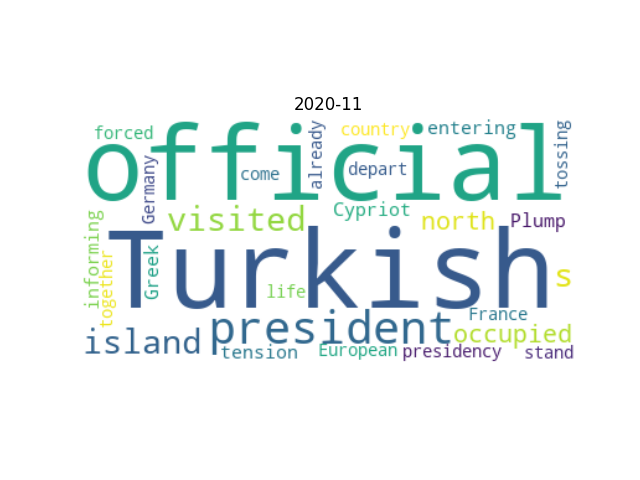 2020-11
forced
official
already
country
entering
tossing
come
depart
Germany
visited
Cypriot
north
Plump
informing
together
Greek
Turkish
s
life
island
president
France
occupied
tension
European
presidency
stand